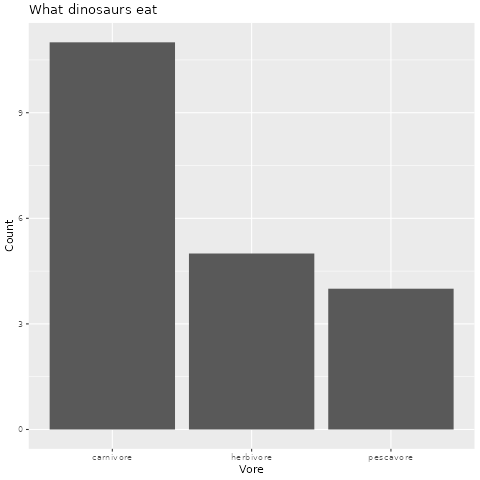 What dinosaurs eat
9
6
3
0
Count
carnivore
herbivore
pescavore
Vore